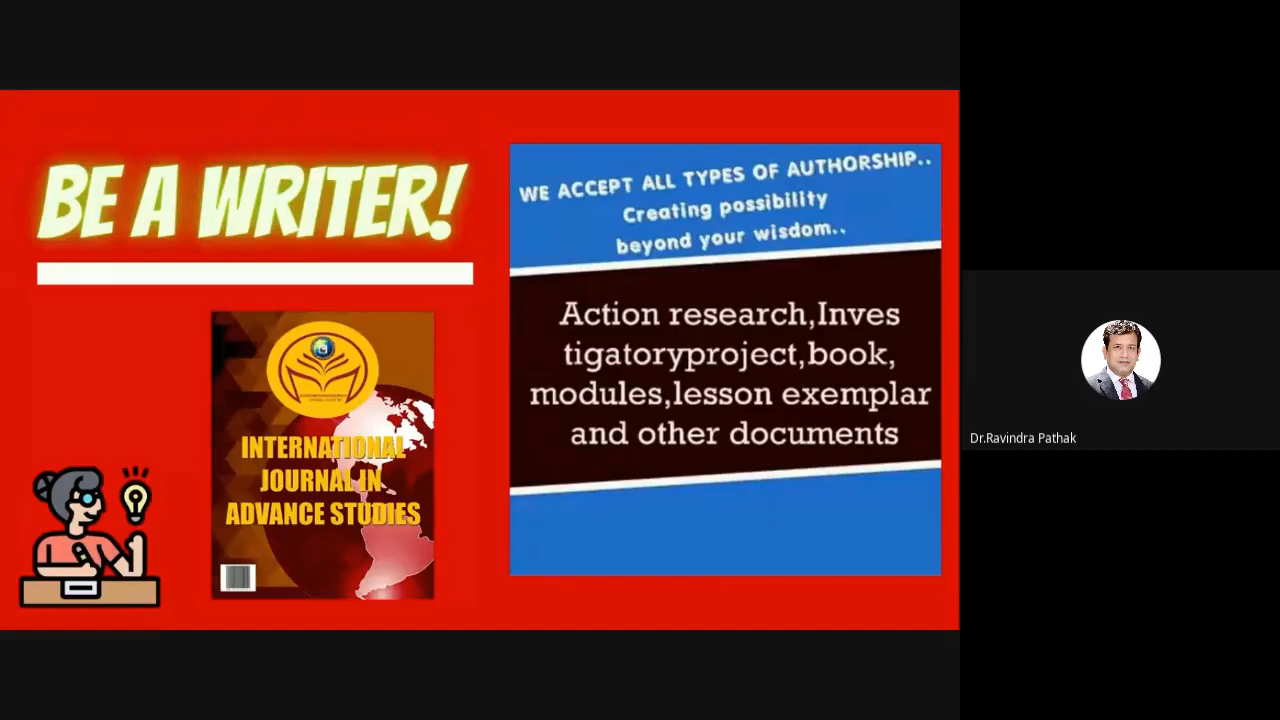 BE A WRITER!
INTERNATIONAL
JOURNAL IN
ADVANCE STUDIES
WE ACCEPT ALL TYPES OF AUTHORSHIP..
Creating possibility
beyond your wisdom..
Action research,Inves
tigatoryproject,book,
modules,lesson exemplar
and other documents
Dr.Ravindra Pathak